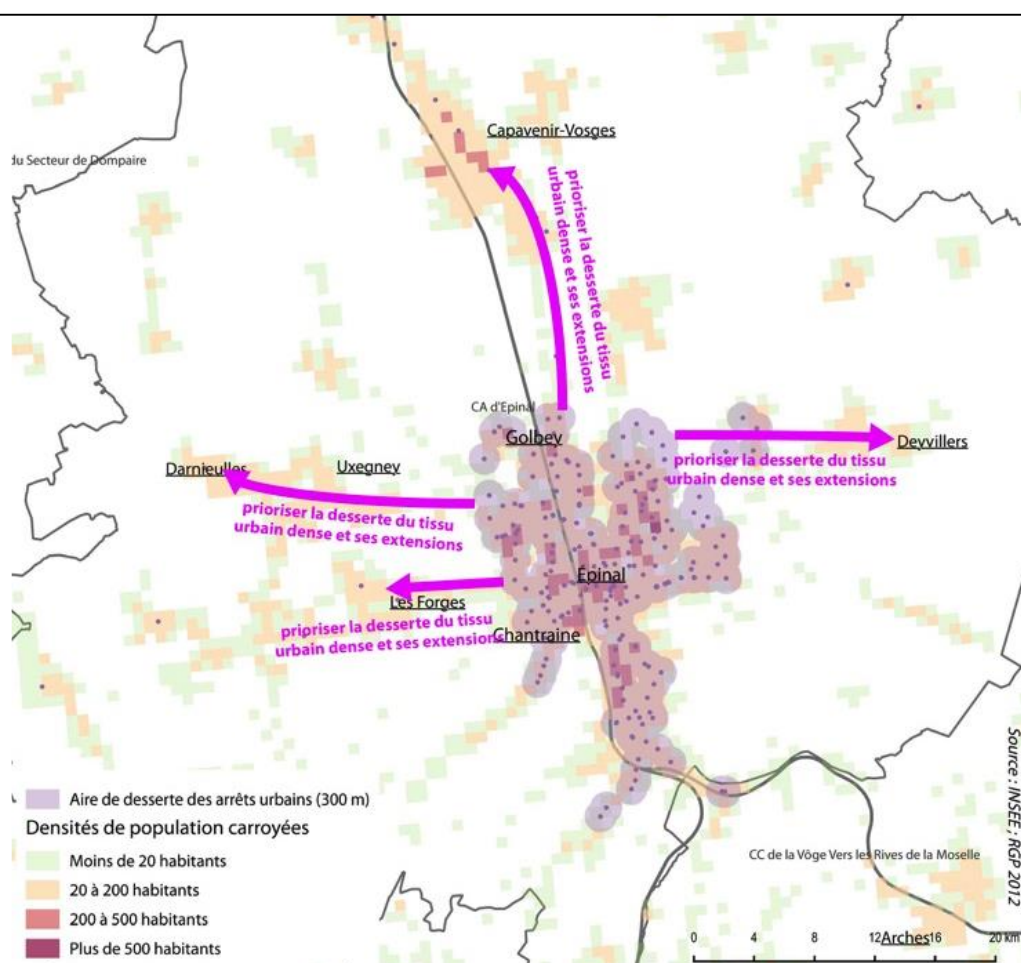 Capavenir-Vosges
du Secteur de Dompaire
prioriser la desserte du tissu
urbain dense et ses extensions
CA d'Epinal
Golbey
Deyvillers
prioriser la desserte du tissu
urbain dense et ses extensions
Darnieulles
Uxegney
prioriser la desserte du tissu
urbain dense et ses extensions
Épinal
Les Forges
prioriser la desserte du tissu
urbain dense et ses extensions
Chantraine
Source : INSEE ; RGP 2012
Aire de desserte des arrêts urbains (300 m)
Densités de population carroyées
Moins de 20 habitants
20 à 200 habitants
200 à 500 habitants
Plus de 500 habitants
CC de la Vôge Vers les Rives de la Moselle
Arches
0 4 8 12 16 20 km